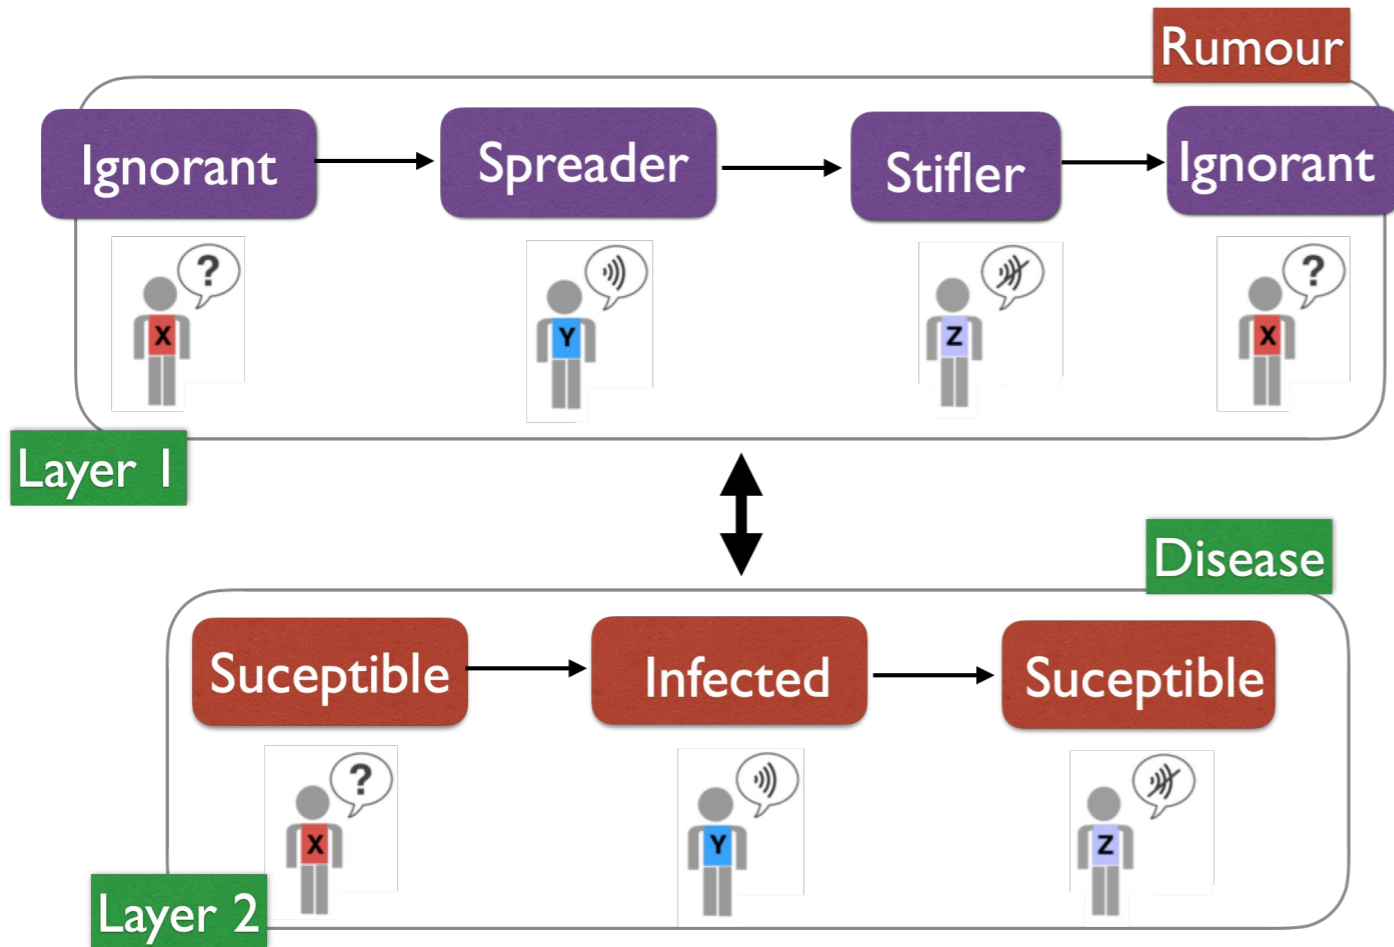 Rumour
Ignorant
Spreader
Stifler
Ignorant
?
?
X
Y
Z
X
Layer 1
Disease
Suceptible
Infected
Suceptible
?
X
Y
Z
Layer 2